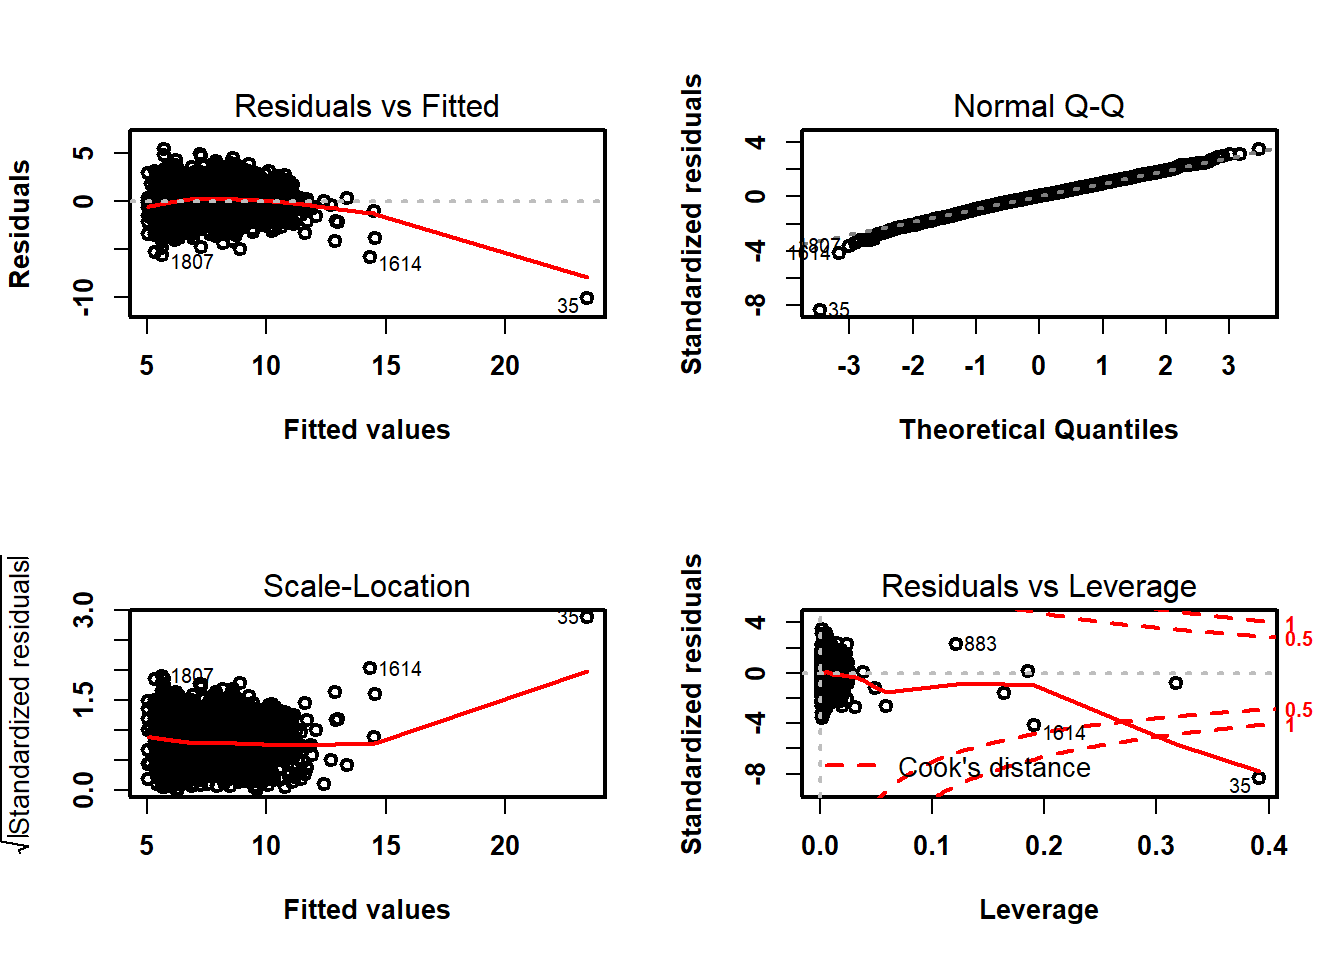 Residuals vs Fitted
Residuals
5
0
-10
1807
1614
35
5 10 15 20
Fitted values
Normal Q-Q
Standardized residuals
4
0
-4
-8
1807
1614
35
-3 -2 -1 0 1 2 3
Theoretical Quantiles
Scale-Location
√|Standardized residuals|
3.0
1.5
0.0
1807
1614
35
5 10 15 20
Fitted values
Residuals vs Leverage
Standardized residuals
4
0
-4
-8
883
1614
35
1
0.5
0.5
1
Cook's distance
0.0 0.1 0.2 0.3 0.4
Leverage